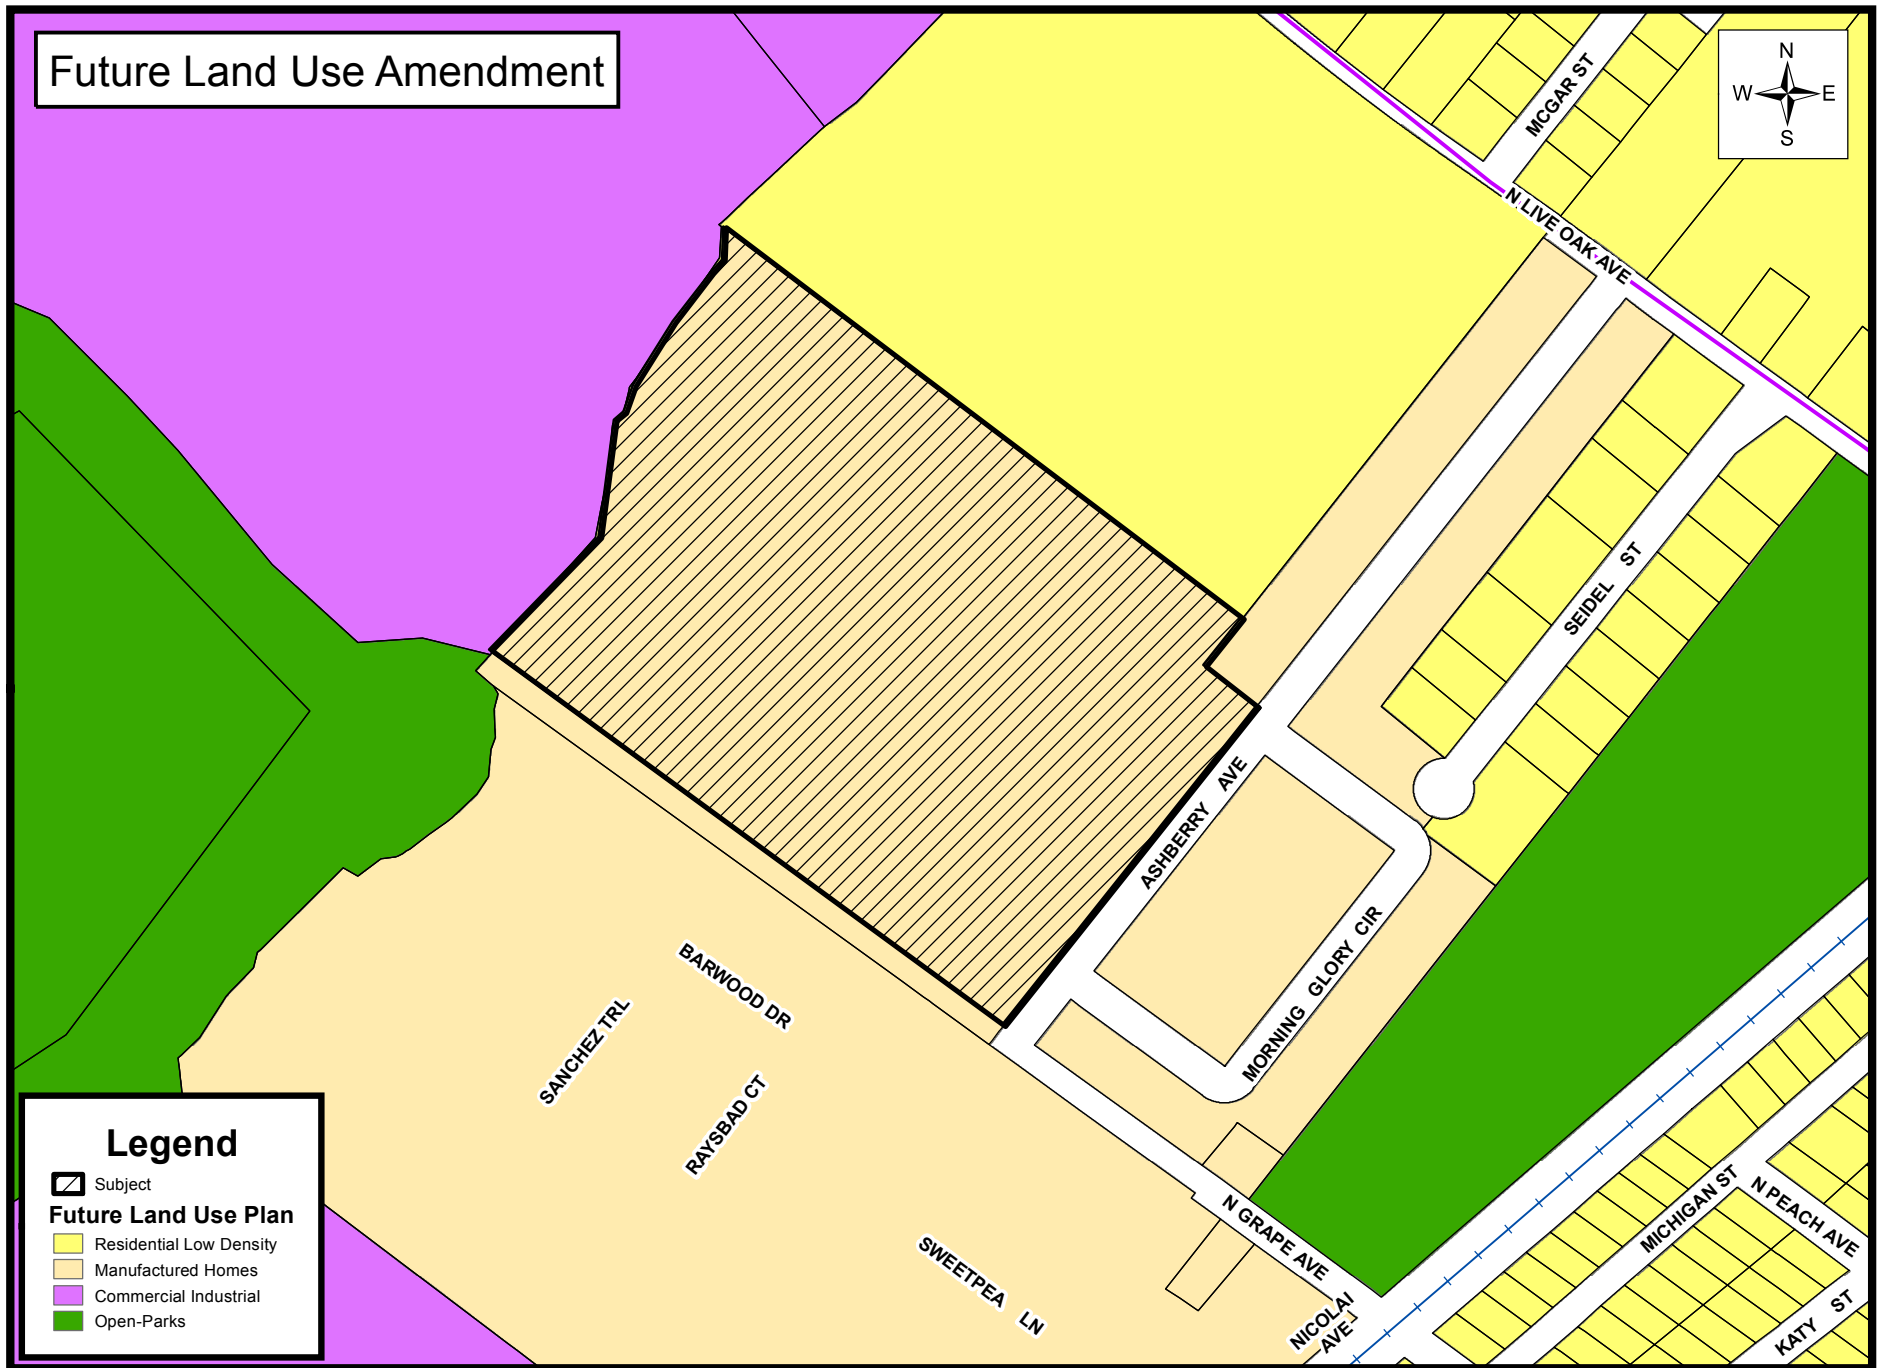 Future Land Use Amendment
N
W E
S
MCGAR ST
N LIVE OAK AVE
SEIDEL ST
ASHBERRY AVE
MORNING GLORY CIR
BARWOOD DR
SANCHEZ TRL
RAYSBAD CT
SWEETPEA LN
N GRAPE AVE
NICOLAI
AVE
MICHIGAN ST
N PEACH AVE
KATY ST
Legend
Subject
Future Land Use Plan
Residential Low Density
Manufactured Homes
Commercial Industrial
Open-Parks